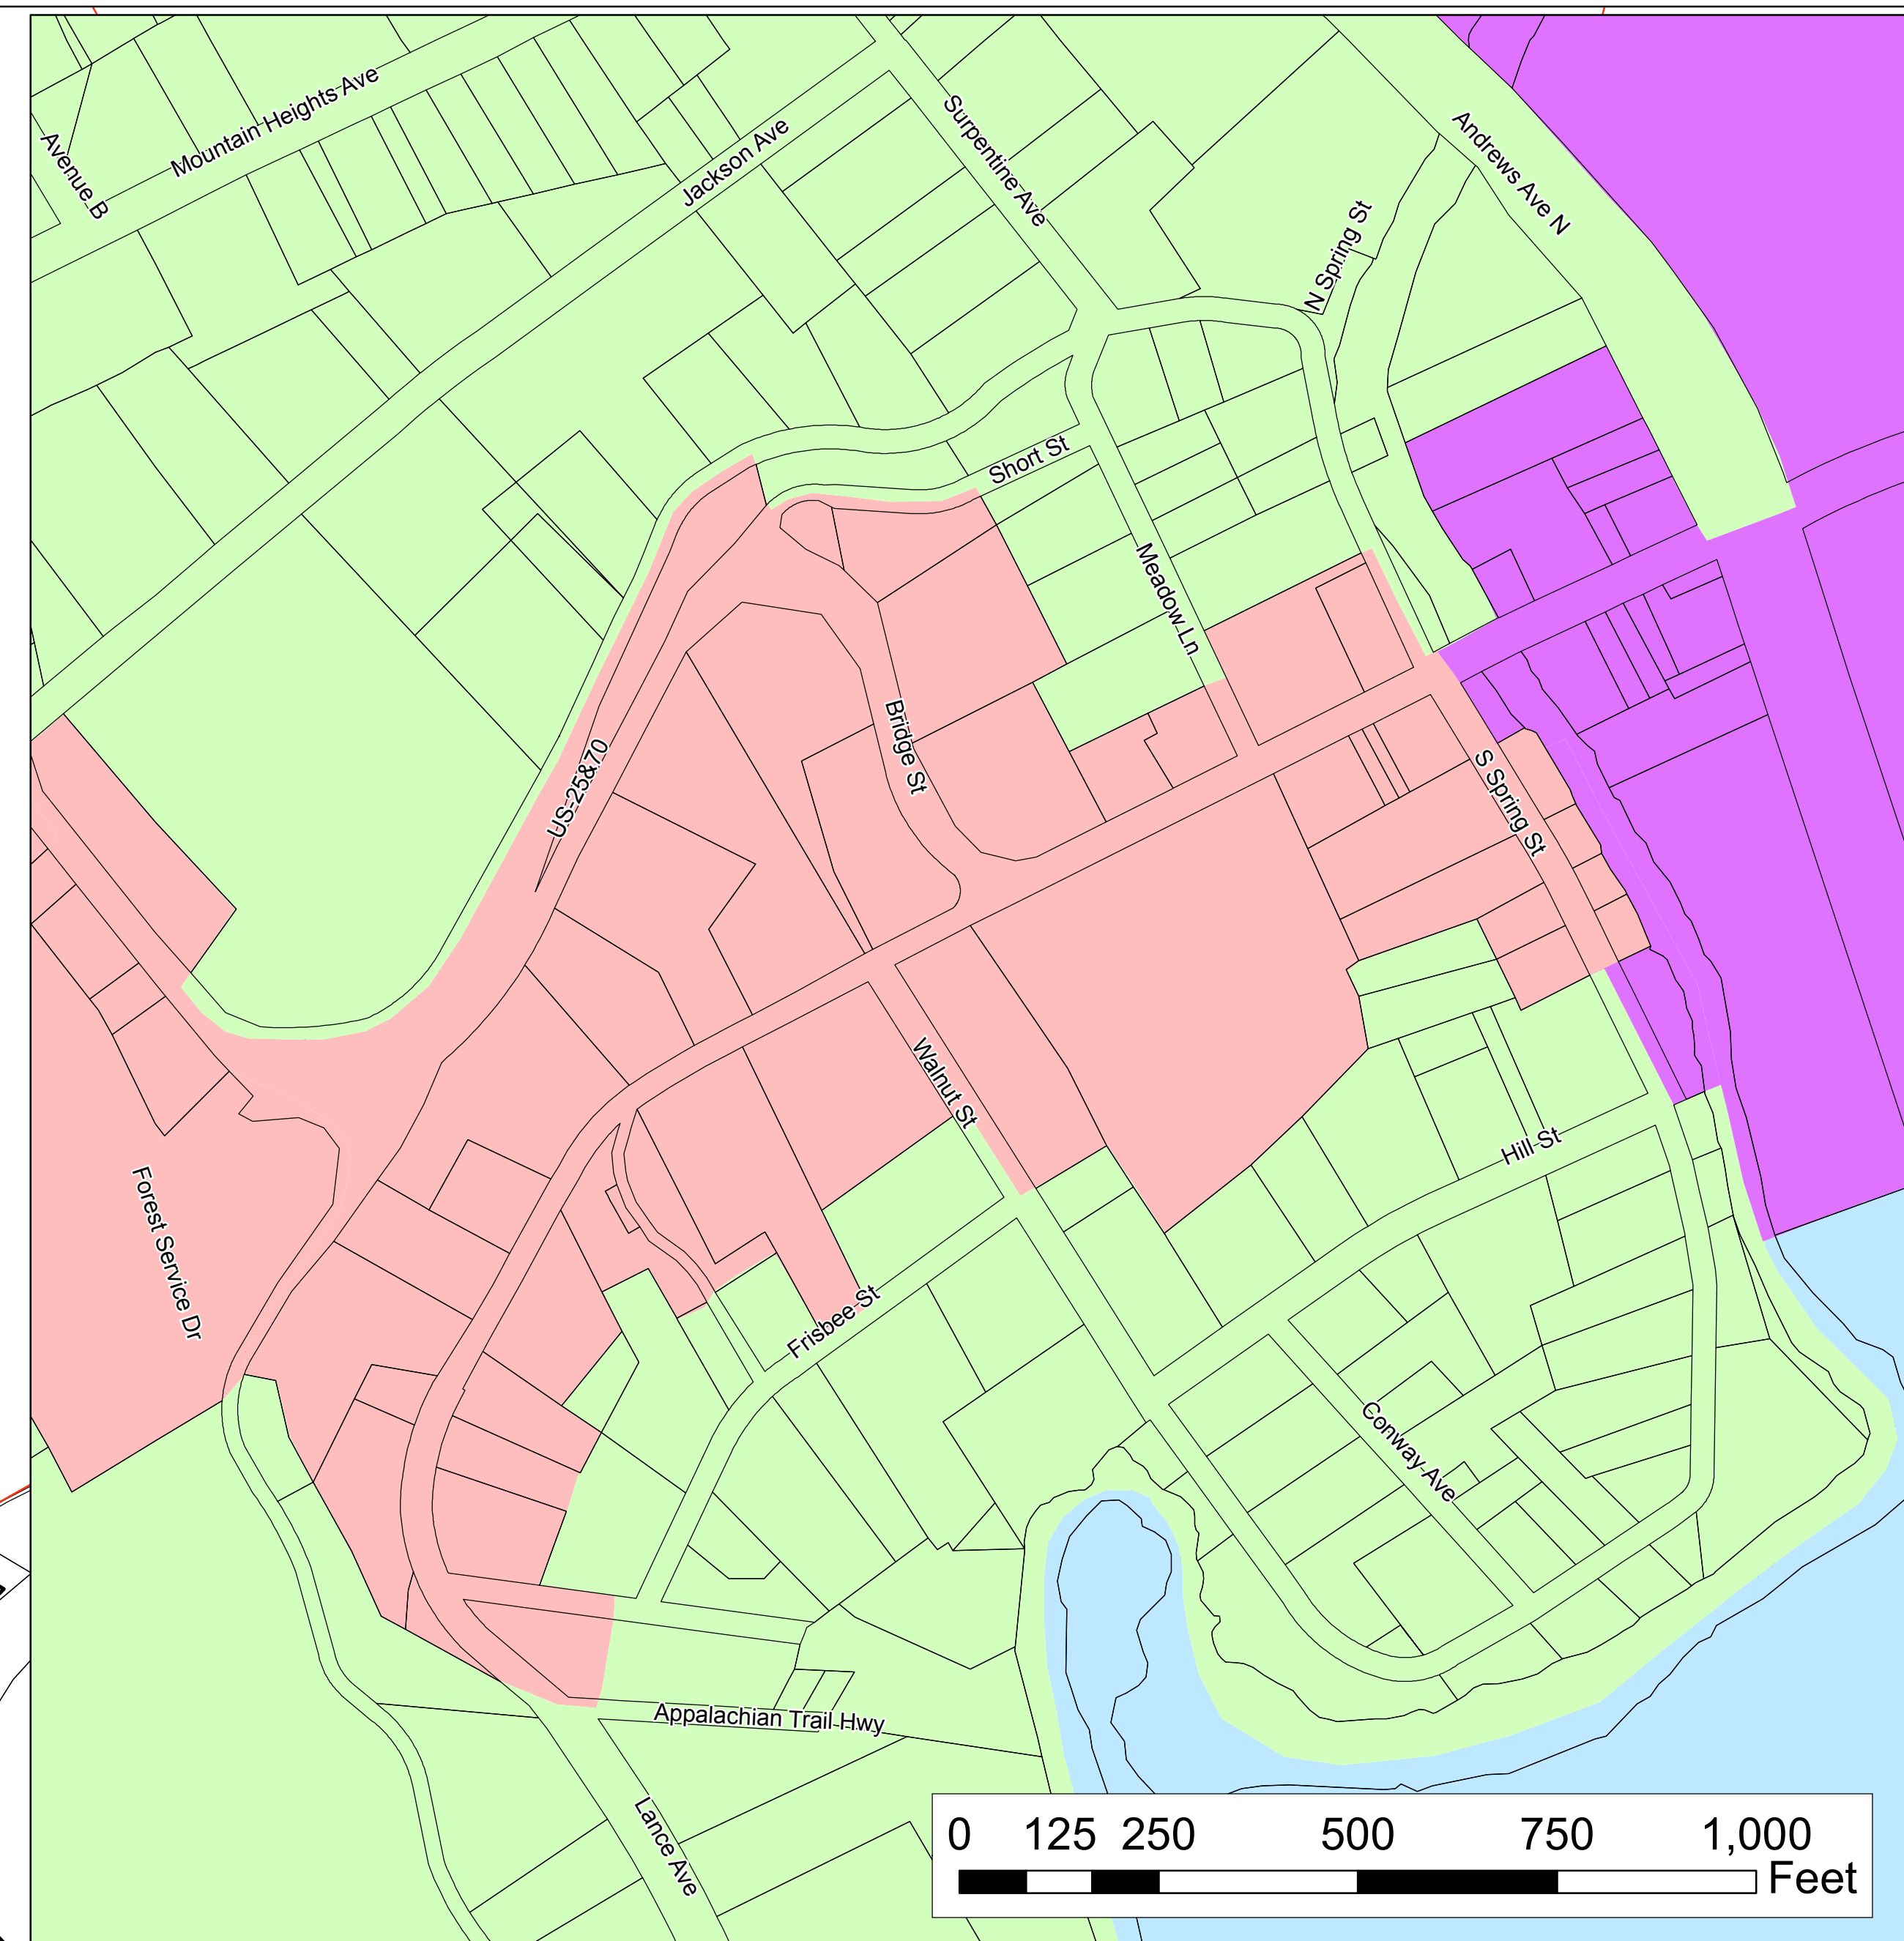 Mountain Heights Ave
Avenue B
Jackson Ave
Surpentine Ave
Andrews Ave N
N Spring St
Short St
Meadow Ln
Bridge St
US-25&70
S Spring St
Walnut St
Hill St
Forest Service Dr
Frisbee St
Conway Ave
Appalachian Trail Hwy
Lance Ave
0 125 250 500 750 1,000
Feet